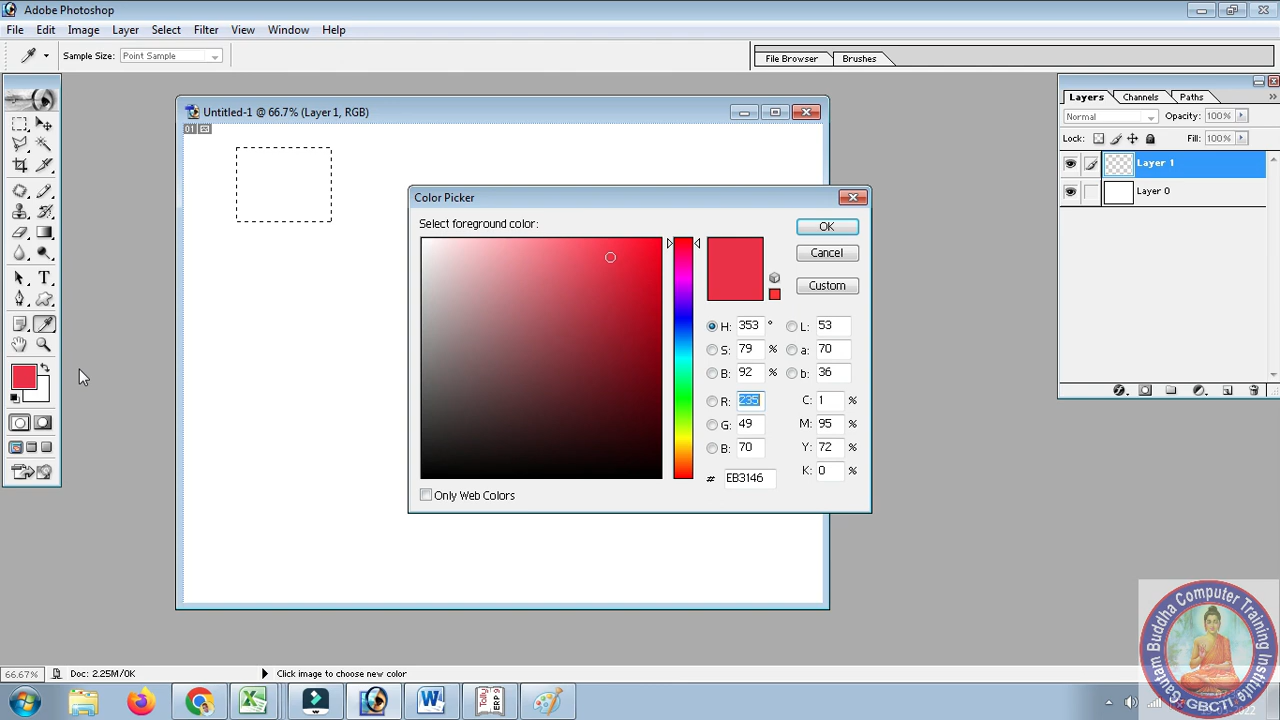 Adobe Photoshop
File Edit Image Layer Select Filter View Window Help
Sample Size: Point Sample
File Browser Brushes
Untitled-1 @ 66.7% (Layer 1, RGB)
01
Color Picker
Select foreground color:
OK
Cancel
Custom
H: 353 °
S: 79 %
B: 92 %
R: 235
G: 49
B: 70
# EB3146
L: 53
a: 70
b: 36
C: 1 %
M: 95 %
Y: 72 %
K: 0 %
Only Web Colors
Layers Channels Paths
Normal Opacity: 100%
Lock: Fill: 100%
Layer 1
Layer 0
T
66.67% Doc: 2.25M/0K Click image to choose new color
Tally ERP 9
Gautam Buddha Computer Training Institute
GBCTI